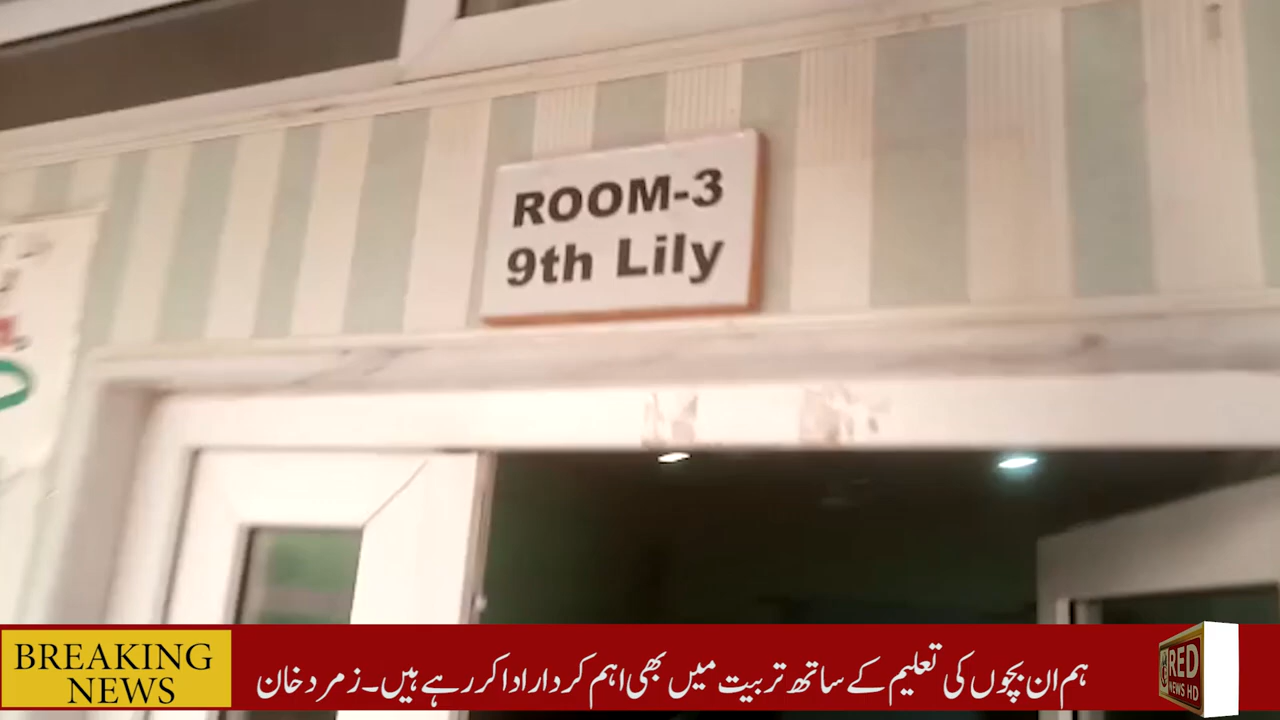 ROOM-3
9th Lily
BREAKING
NEWS
ہم ان بچوں کی تعلیم کے ساتھ تربیت میں بھی اہم کردار ادا کر رہے ہیں۔ زمرد خان
RED
NEWS HD